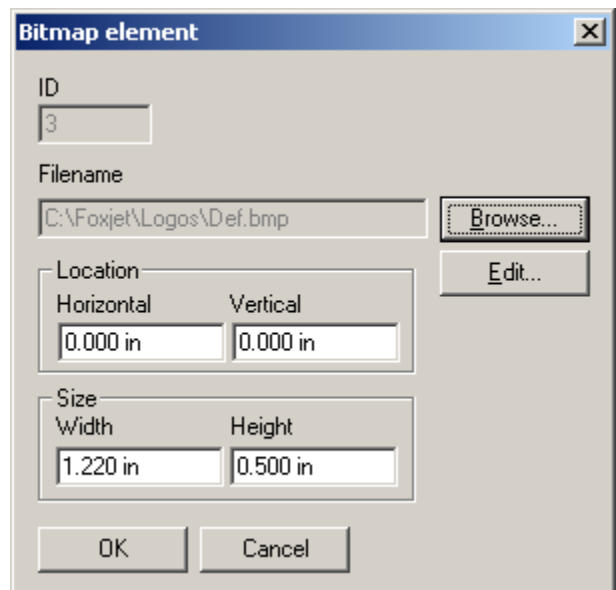 Bitmap element
ID
3
Filename
C:\Foxjet\Logos\Def.bmp
Browse...
Edit...
Location
Horizontal Vertical
0.000 in 0.000 in
Size
Width Height
1.220 in 0.500 in
OK Cancel